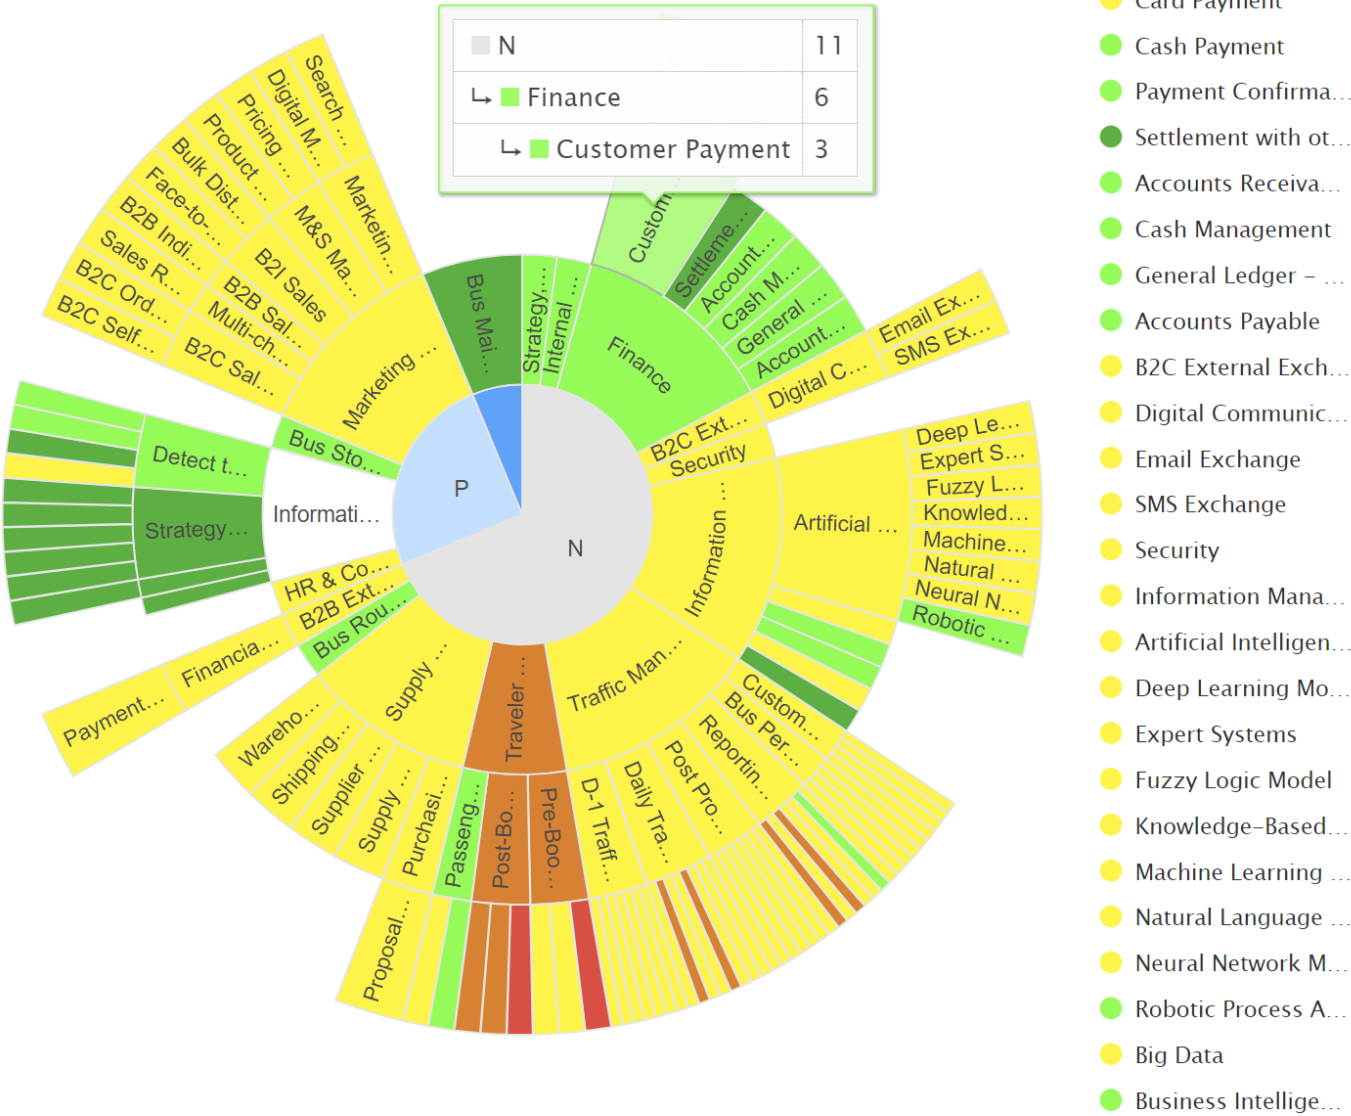 N 11
Finance 6
Customer Payment 3
Search ...
Digital M...
Pricing ...
Product ...
Bulk Dist...
Face-to-...
B2B Indi...
Sales R...
B2C Ord...
B2C Self...
Marketin...
M&S Ma...
B2I Sales
B2B Sal...
Multi-ch...
B2C Sal...
Marketing ...
Bus Mai...
Strategy,...
Internal ...
Finance
Custom...
Settleme...
Account...
Cash M...
General ...
Account...
B2C Ext...
Digital C...
Email Ex...
SMS Ex...
Security
Information ...
Artificial ...
Deep Le...
Expert S...
Fuzzy L...
Knowled...
Machine...
Natural ...
Neural N...
Robotic ...
Traffic Man...
Custom...
Bus Per...
Reportin...
Post Pro...
Daily Tra...
D-1 Traff...
Traveler ...
Pre-Boo...
Post-Bo...
Passeng...
Supply ...
Purchasi...
Supply ...
Supplier ...
Shipping...
Wareho...
Proposal...
Bus Rou...
B2B Ext...
Financia...
Payment...
HR & Co...
Informati...
Strategy...
Detect t...
Bus Sto...
P
N
Card Payment
Cash Payment
Payment Confirma...
Settlement with ot...
Accounts Receiva...
Cash Management
General Ledger – ...
Accounts Payable
B2C External Exch...
Digital Communic...
Email Exchange
SMS Exchange
Security
Information Mana...
Artificial Intelligen...
Deep Learning Mo...
Expert Systems
Fuzzy Logic Model
Knowledge-Based...
Machine Learning ...
Natural Language ...
Neural Network M...
Robotic Process A...
Big Data
Business Intellige...